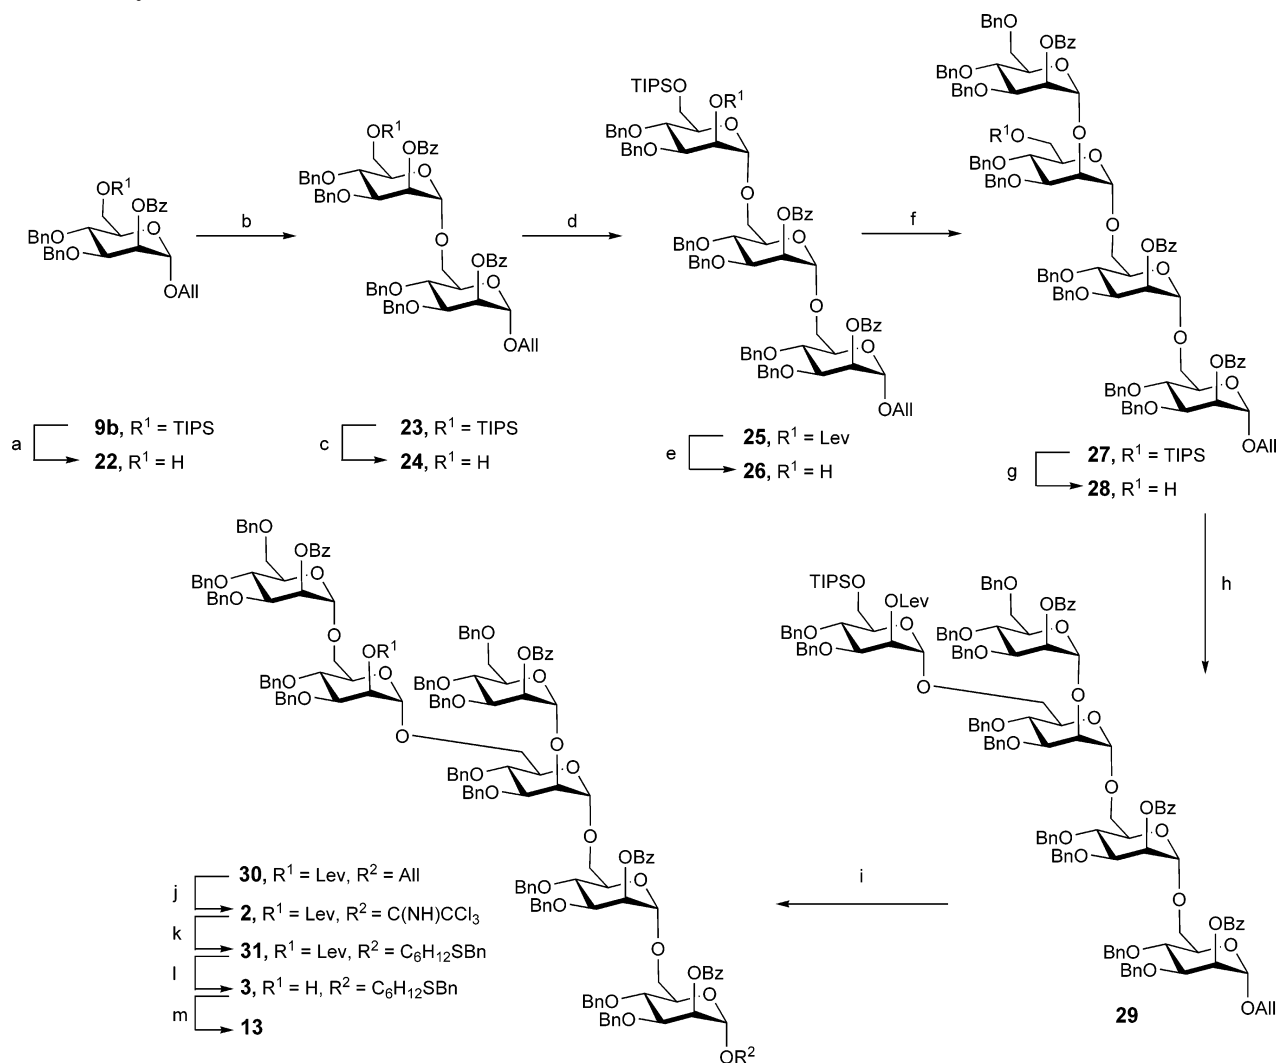 BnO
OBz
BnO
BnO
O
O
R¹O
BnO
BnO
O
O
OBz
BnO
BnO
O
O
OBz
BnO
BnO
O
OAll
TIPSO
OR¹
BnO
BnO
O
O
OBz
BnO
BnO
O
O
OBz
BnO
BnO
O
OAll
OR¹
OBz
BnO
BnO
O
O
OBz
BnO
BnO
O
OAll
OR¹
OBz
BnO
BnO
O
OAll
b
d
f
a
9b, R¹ = TIPS
22, R¹ = H
c
23, R¹ = TIPS
24, R¹ = H
e
25, R¹ = Lev
26, R¹ = H
g
27, R¹ = TIPS
28, R¹ = H
h
TIPSO
OLev
BnO
BnO
O
O
BnO
OBz
BnO
BnO
O
O
BnO
BnO
O
O
OBz
BnO
BnO
O
O
OBz
BnO
BnO
O
OAll
29
i
BnO
OBz
BnO
BnO
O
O
OR¹
BnO
BnO
O
O
BnO
OBz
BnO
BnO
O
O
BnO
BnO
O
O
OBz
BnO
BnO
O
O
OBz
BnO
BnO
O
OR²
30, R¹ = Lev, R² = All
j
2, R¹ = Lev, R² = C(NH)CCl₃
k
31, R¹ = Lev, R² = C₆H₁₂SBn
l
3, R¹ = H, R² = C₆H₁₂SBn
m
13